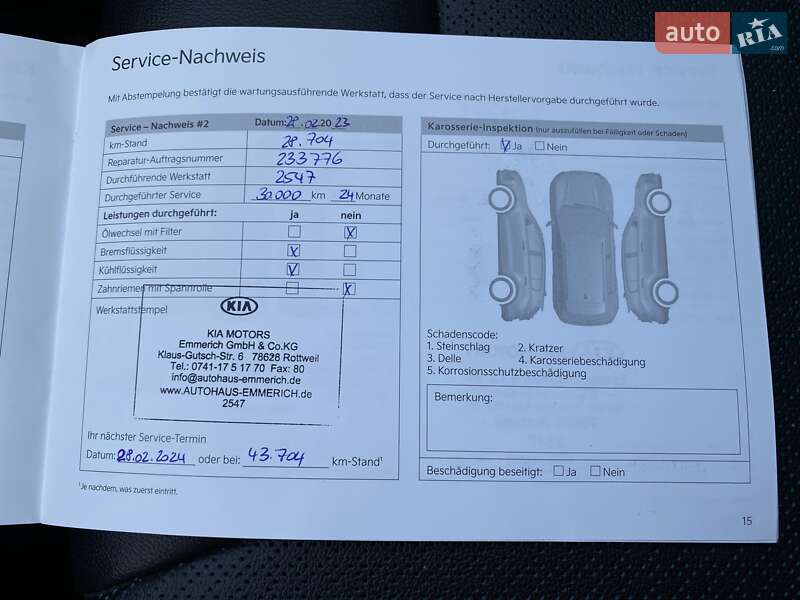 auto RIA.com
Service-Nachweis
Mit Abstempelung bestätigt die wartungsausführende Werkstatt, dass der Service nach Herstellervorgabe durchgeführt wurde.
Service – Nachweis #2 Datum: 28.02.2023
km-Stand 28.704
Reparatur-Auftragsnummer 233776
Durchführende Werkstatt 2547
Durchgeführter Service 30.000 km 24 Monate
Leistungen durchgeführt: ja nein
Ölwechsel mit Filter X
Bremsflüssigkeit X
Kühlflüssigkeit X
Zahnriemen mit Spannrolle X
Werkstattstempel
KIA
KIA MOTORS
Emmerich GmbH & Co.KG
Klaus-Gutsch-Str. 6 78628 Rottweil
Tel.: 0741-17 51 70 Fax: 80
info@autohaus-emmerich.de
www.AUTOHAUS-EMMERICH.de
2547
Ihr nächster Service-Termin
Datum: 28.02.2024 oder bei: 43.704 km-Stand¹
¹Je nachdem, was zuerst eintritt.
Karosserie-Inspektion (nur auszufüllen bei Fälligkeit oder Schäden)
Durchgeführt: X Ja Nein
Schadenscode:
1. Steinschlag 2. Kratzer
3. Delle 4. Karosseriebeschädigung
5. Korrosionsschutzbeschädigung
Bemerkung:
Beschädigung beseitigt: Ja Nein
15